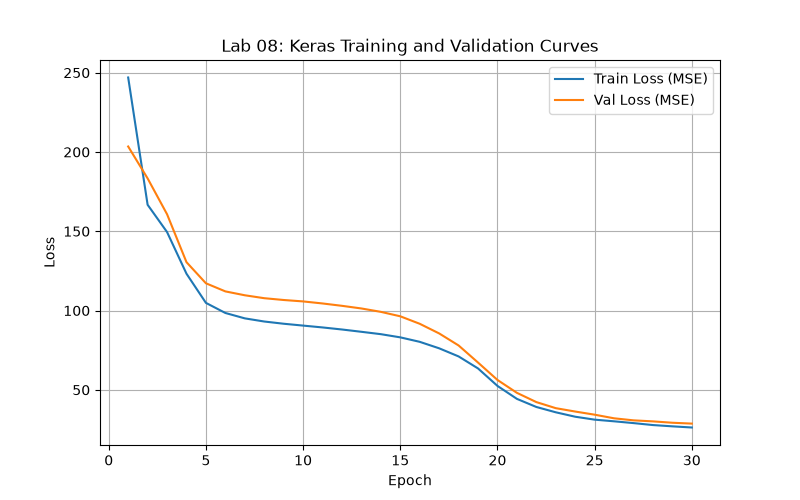 Lab 08: Keras Training and Validation Curves
Train Loss (MSE)
Val Loss (MSE)
Loss
250
200
150
100
50
0 5 10 15 20 25 30
Epoch